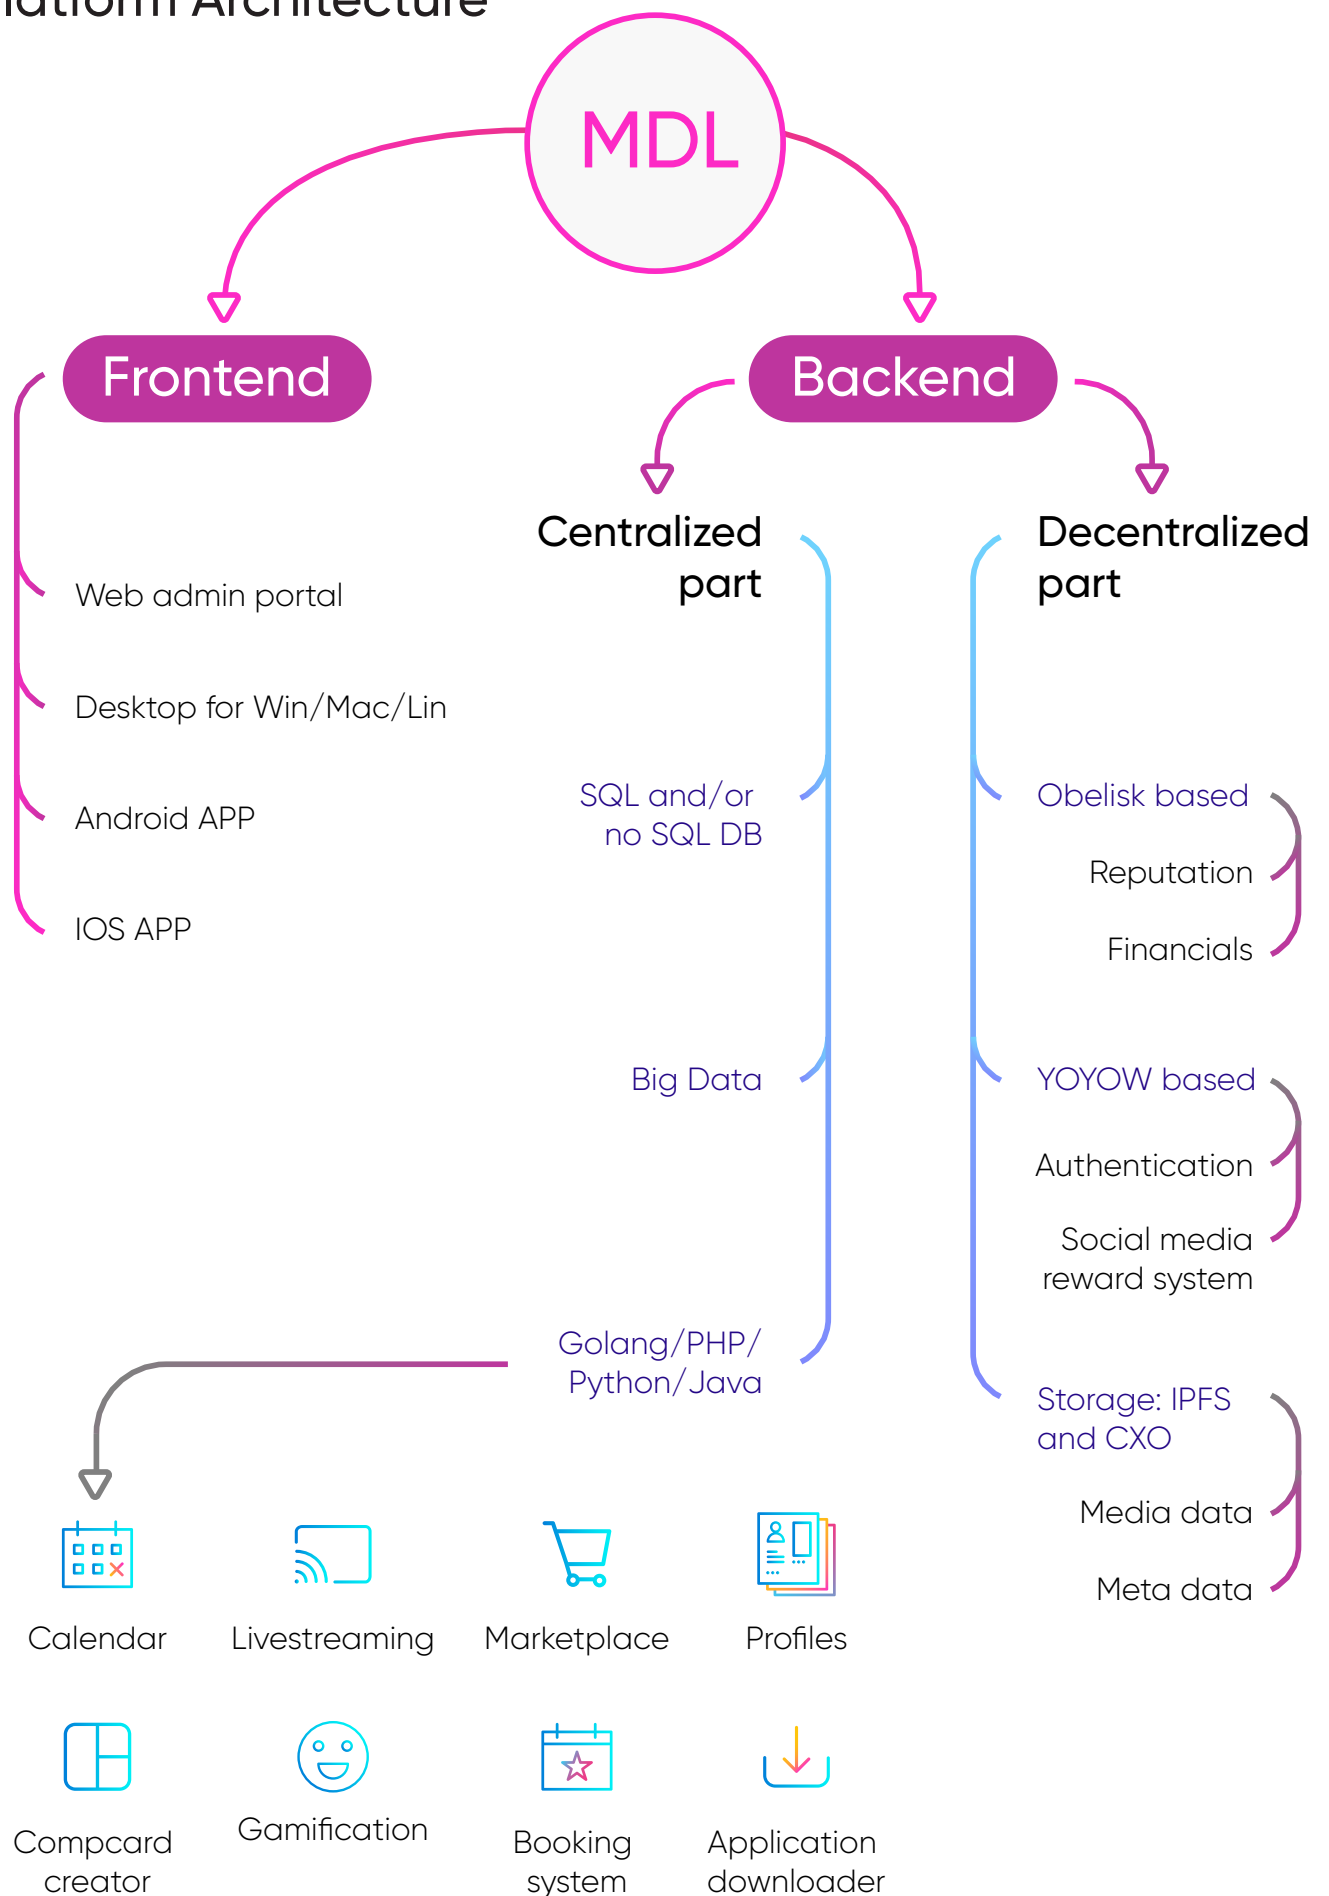 Architecture
MDL
Frontend
Web admin portal
Desktop for Win/Mac/Lin
Android APP
IOS APP
Backend
Centralized
part
SQL and/or
no SQL DB
Big Data
Golang/PHP/
Python/Java
Calendar
Livestreaming
Marketplace
Profiles
Compcard
creator
Gamification
Booking
system
Application
downloader
Decentralized
part
Obelisk based
Reputation
Financials
YOYOW based
Authentication
Social media
reward system
Storage: IPFS
and CXO
Media data
Meta data